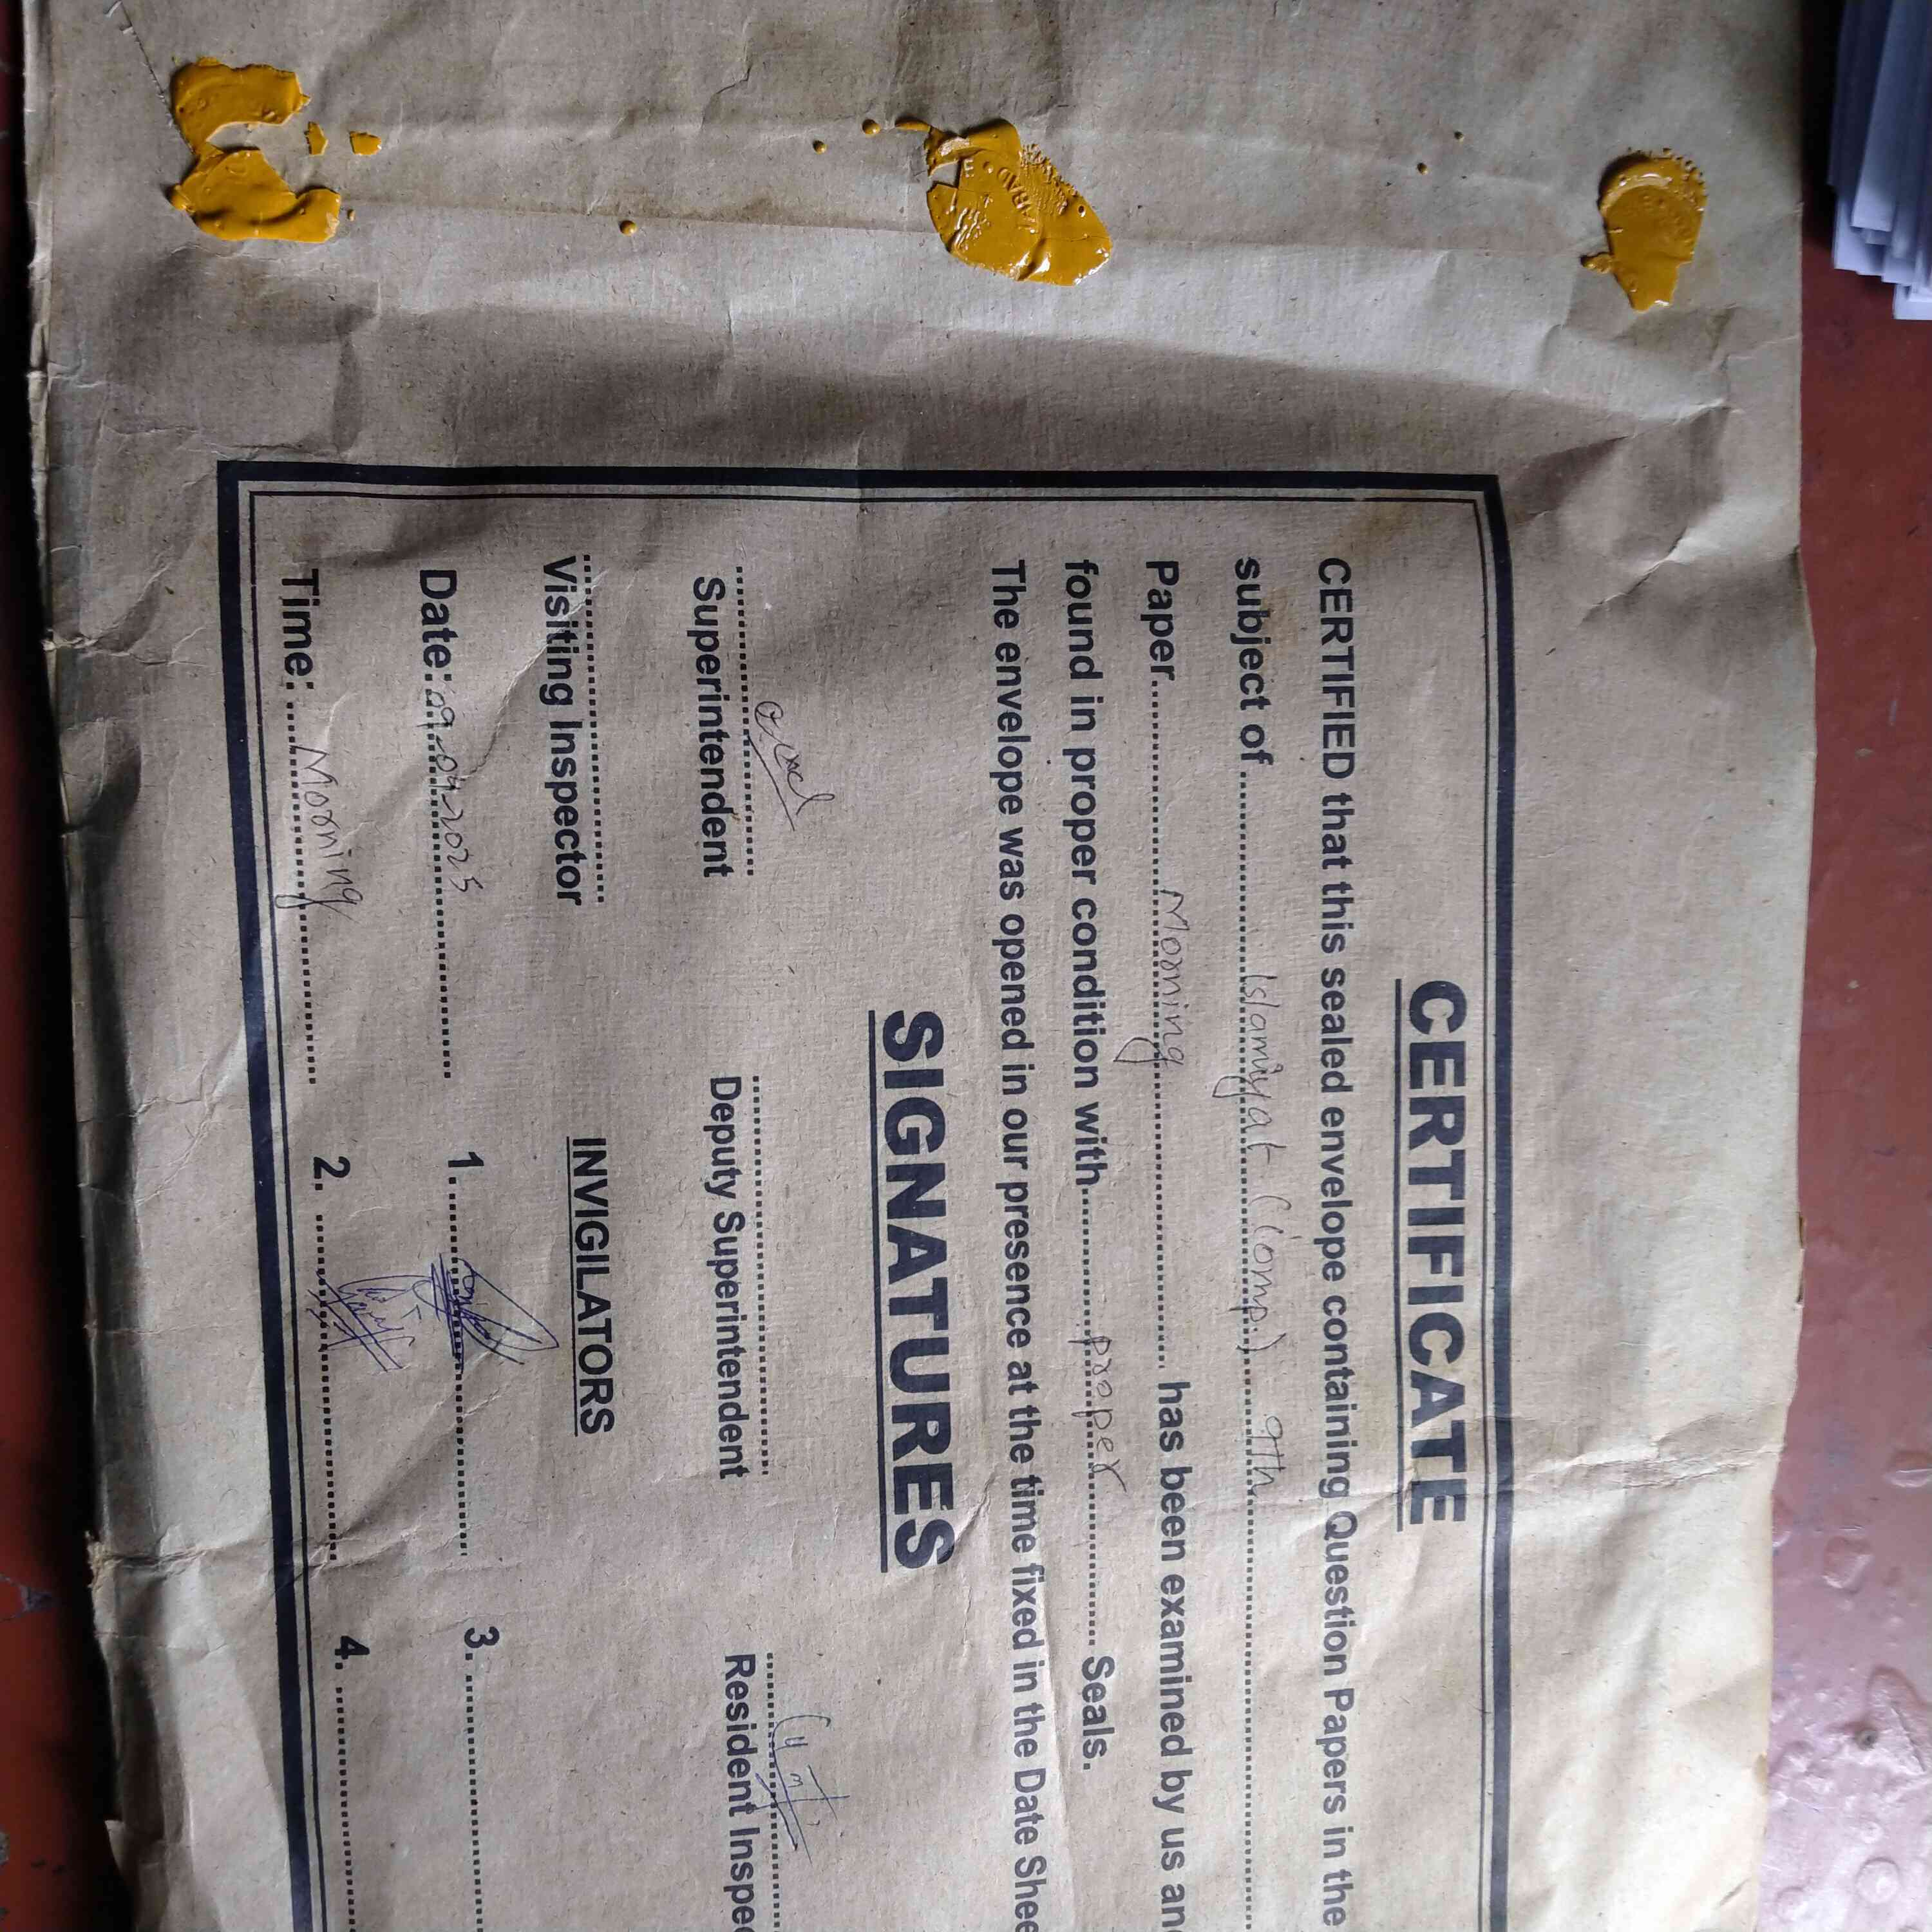 CERTIFICATE
CERTIFIED that this sealed envelope containing Question Papers in the
subject of Islamiyat (Comp.) 9th
Paper Morning has been examined by us and
found in proper condition with proper Seals.
The envelope was opened in our presence at the time fixed in the Date Shee
SIGNATURES
Superintendent Deputy Superintendent Resident Inspec
Visiting Inspector INVIGILATORS
Date: 1. 3.
Time: Morning 2. 4.